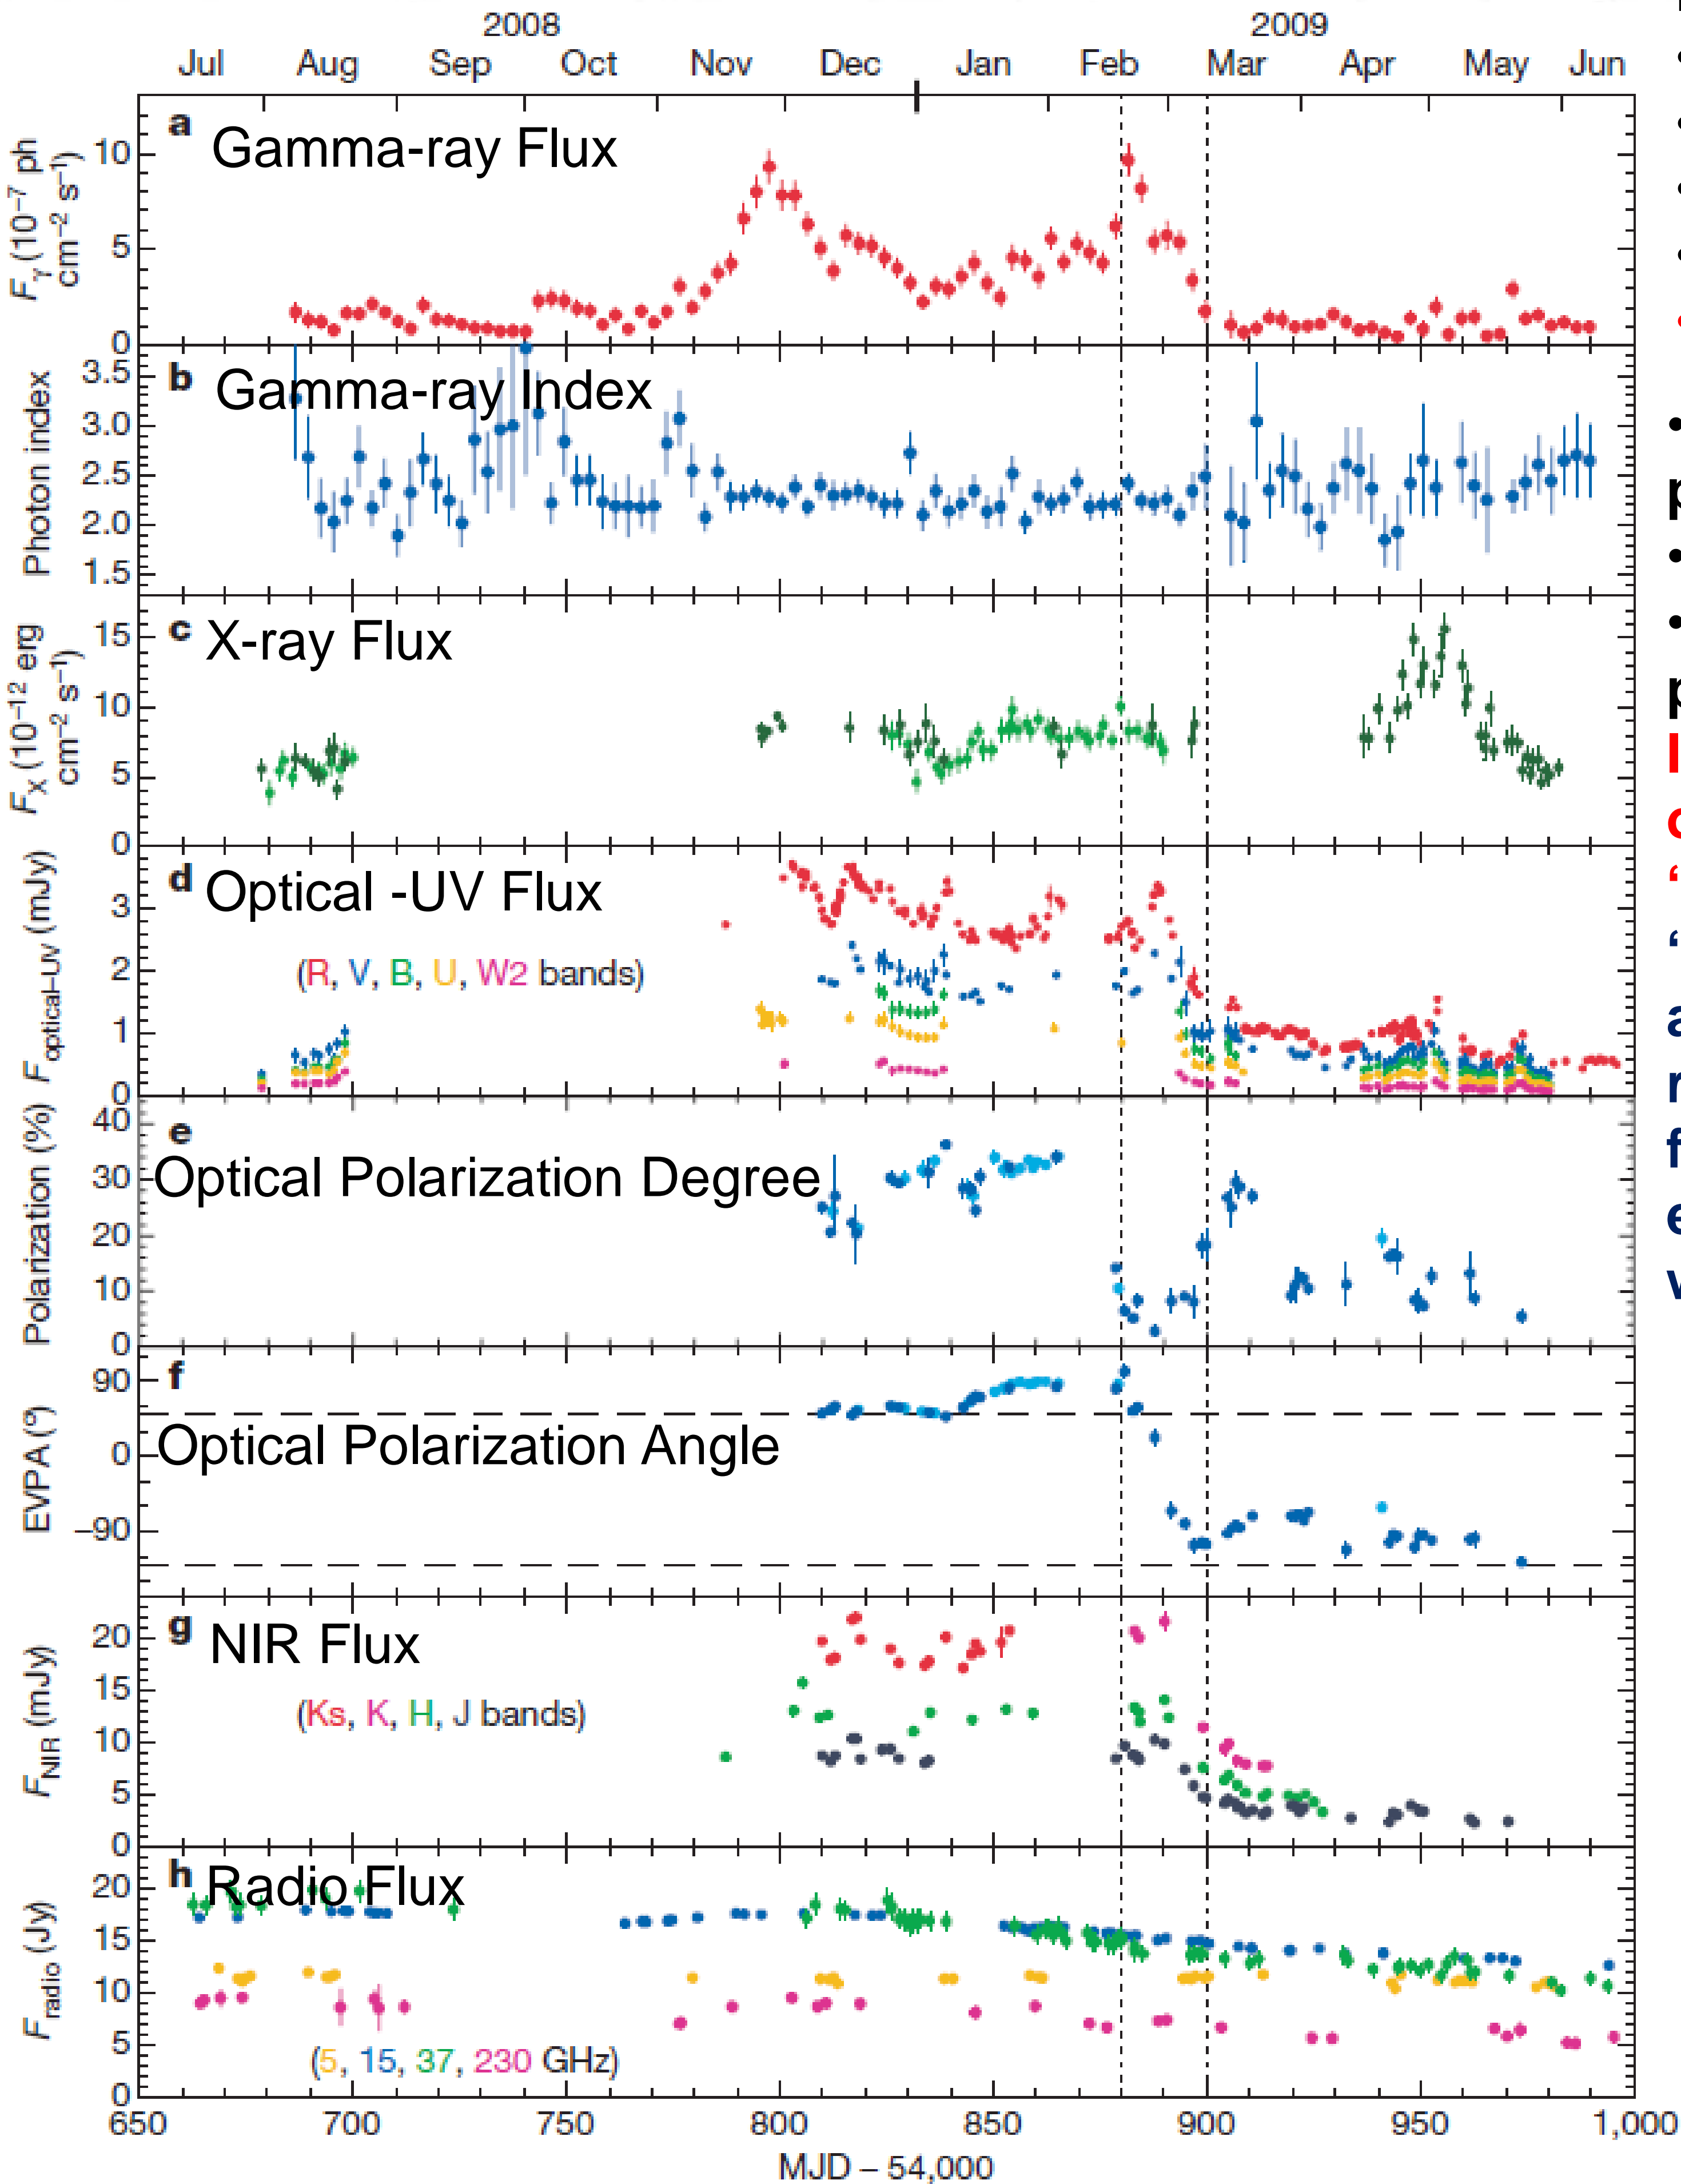 2008 2009
Jul Aug Sep Oct Nov Dec Jan Feb Mar Apr May Jun
a Gamma-ray Flux
Fγ (10⁻⁷ ph
cm⁻² s⁻¹)
10
5
0
b Gamma-ray Index
Photon index
3.5
3.0
2.5
2.0
1.5
c X-ray Flux
FX (10⁻¹² erg
cm⁻² s⁻¹)
15
10
5
0
d Optical -UV Flux
(R, V, B, U, W2 bands)
Foptical–UV (mJy)
3
2
1
0
e
Optical Polarization Degree
Polarization (%)
40
30
20
10
0
f
Optical Polarization Angle
EVPA (°)
90
0
–90
g NIR Flux
(Ks, K, H, J bands)
FNIR (mJy)
20
15
10
5
0
h Radio Flux
(5, 15, 37, 230 GHz)
Fradio (Jy)
20
15
10
5
0
650 700 750 800 850 900 950 1,000
MJD – 54,000